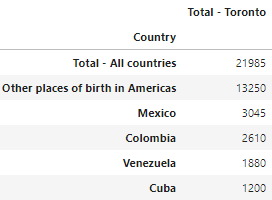 Total - Toronto
Country
Total - All countries 21985
Other places of birth in Americas 13250
Mexico 3045
Colombia 2610
Venezuela 1880
Cuba 1200